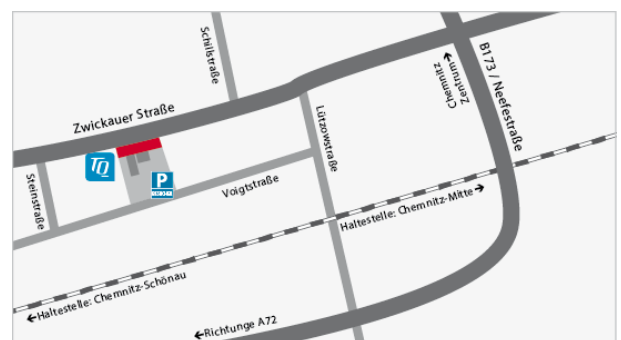 Schillstraße
B173 / Neefestraße
Chemnitz
Zentrum
Zwickauer Straße
Lützowstraße
TQ
P
Steinstraße
Voigtstraße
Haltestelle: Chemnitz-Mitte
Haltestelle: Chemnitz-Schönau
Richtunge A72